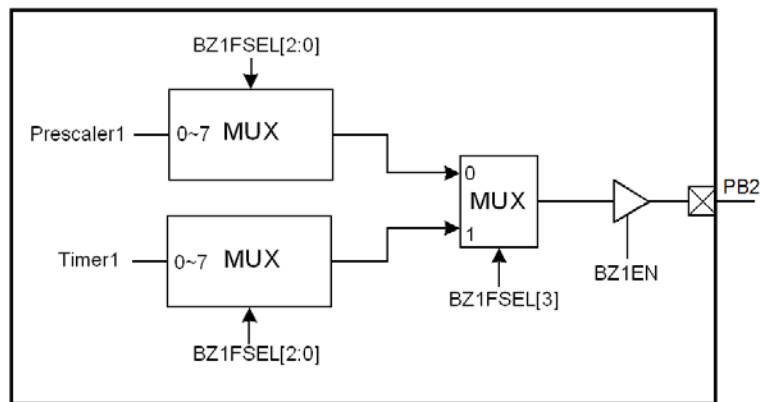 BZ1FSEL[2:0]
Prescaler1
0~7 MUX
0
MUX
1
PB2
BZ1EN
BZ1FSEL[3]
Timer1
0~7 MUX
BZ1FSEL[2:0]